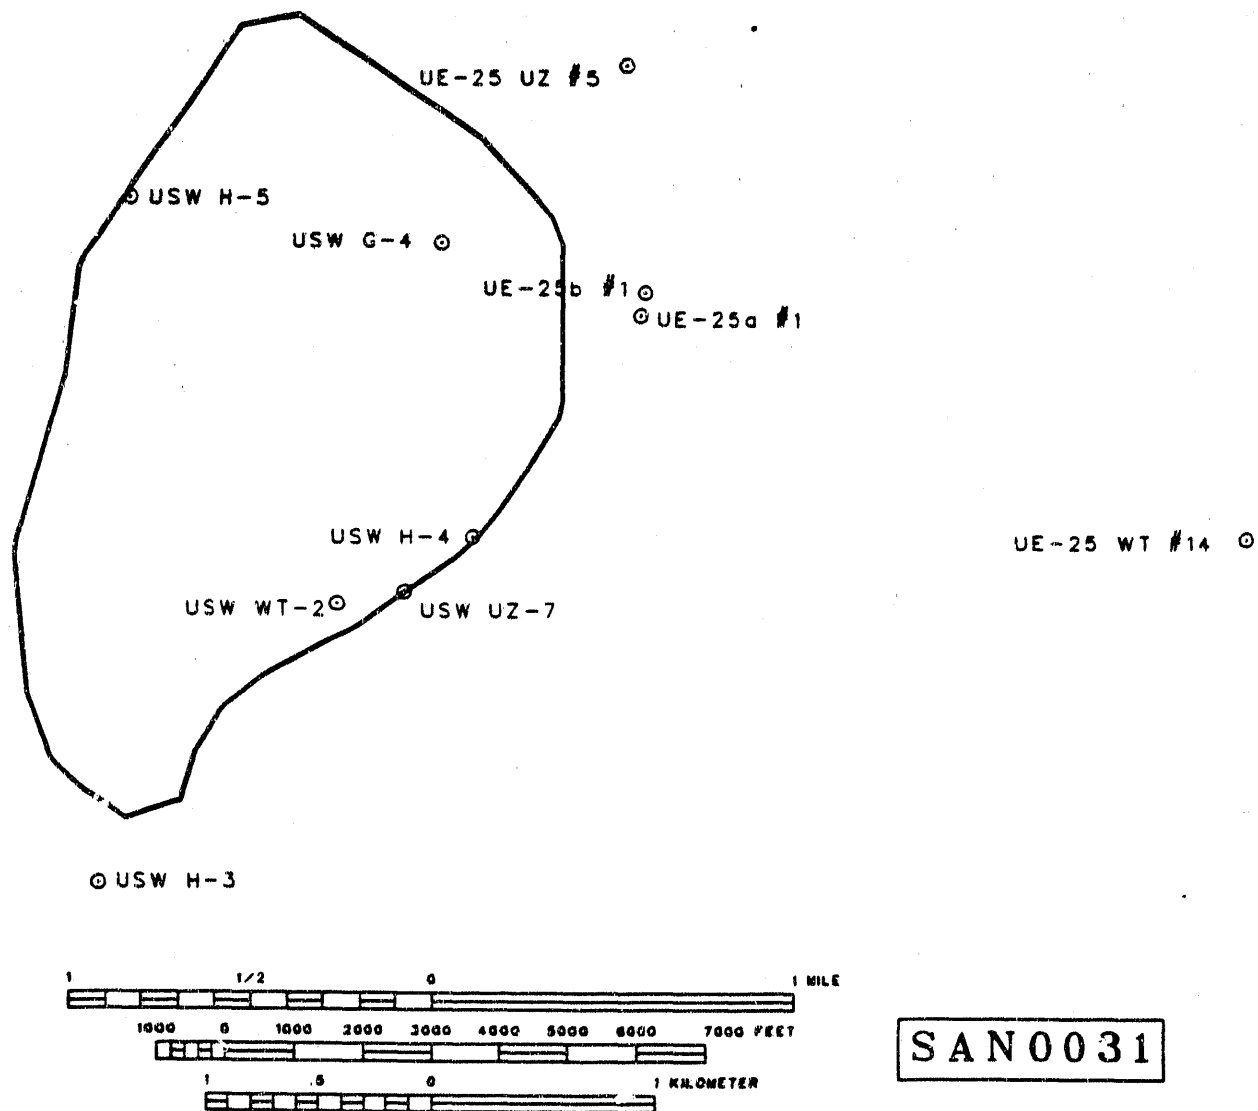 UE-25 UZ #5
USW H-5
USW G-4
UE-25b #1
UE-25a #1
USW H-4
UE-25 WT #14
USW WT-2
USW UZ-7
USW H-3
1 1/2 0 1 MILE
1000 0 1000 2000 3000 4000 5000 6000 7000 FEET
1 .5 0 1 KILOMETER
SAN0031